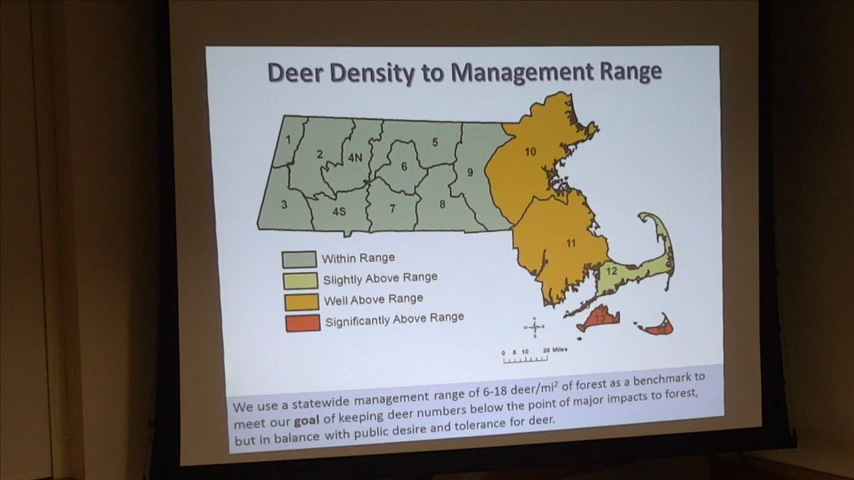 Deer Density to Management Range
1
2
4N
5
6
9
10
3
4S
7
8
11
12
13
Within Range
Slightly Above Range
Well Above Range
Significantly Above Range
0 5 10 20 Miles
We use a statewide management range of 6-18 deer/mi² of forest as a benchmark to
meet our goal of keeping deer numbers below the point of major impacts to forest,
but in balance with public desire and tolerance for deer.